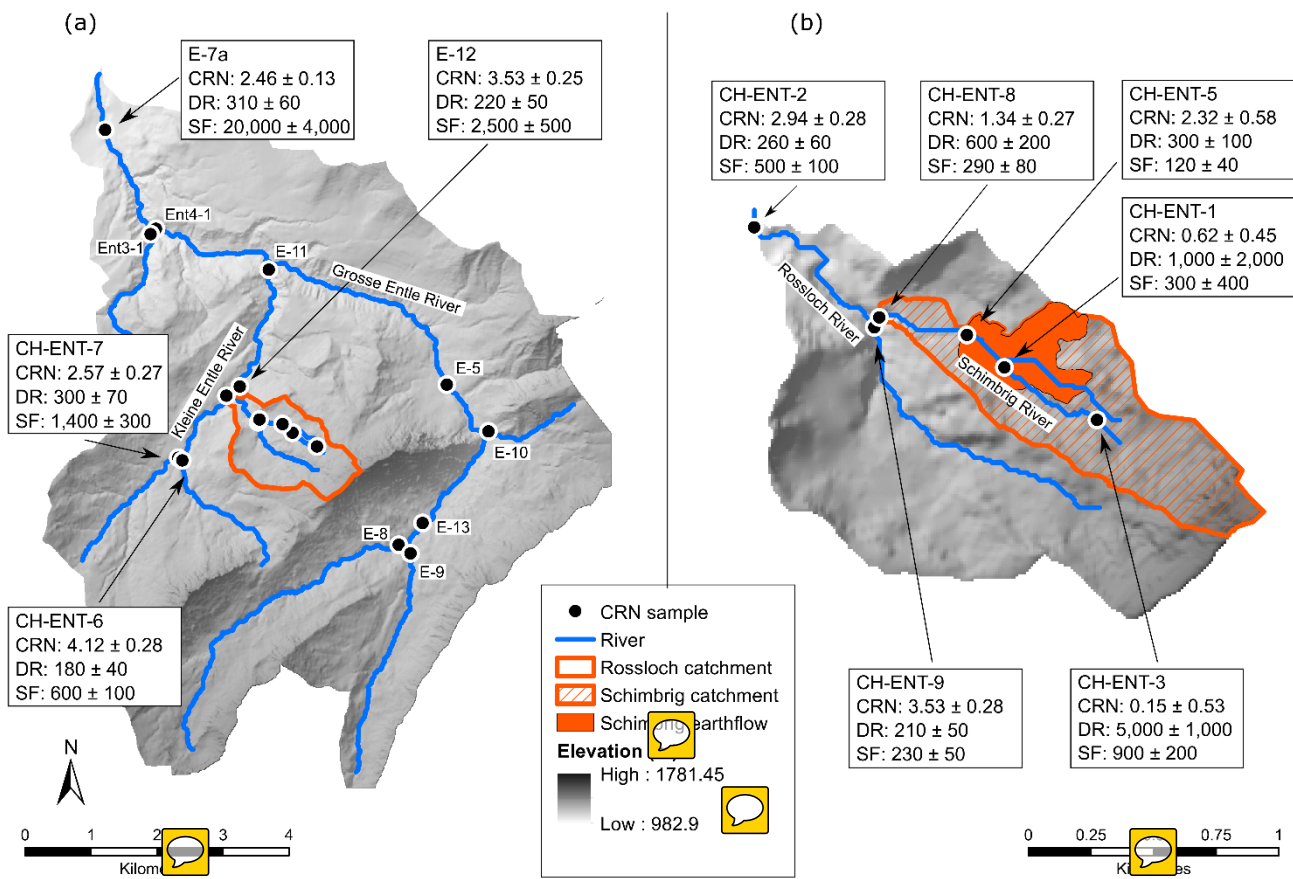 (a)
E-7a
CRN: 2.46 ± 0.13
DR: 310 ± 60
SF: 20,000 ± 4,000
E-12
CRN: 3.53 ± 0.25
DR: 220 ± 50
SF: 2,500 ± 500
Ent4-1
Ent3-1
E-11
Grosse Entle River
CH-ENT-7
CRN: 2.57 ± 0.27
DR: 300 ± 70
SF: 1,400 ± 300
Kleine Entle River
E-5
E-10
E-13
E-8
E-9
CH-ENT-6
CRN: 4.12 ± 0.28
DR: 180 ± 40
SF: 600 ± 100
N
0 1 2 3 4
(b)
CH-ENT-2
CRN: 2.94 ± 0.28
DR: 260 ± 60
SF: 500 ± 100
CH-ENT-8
CRN: 1.34 ± 0.27
DR: 600 ± 200
SF: 290 ± 80
CH-ENT-5
CRN: 2.32 ± 0.58
DR: 300 ± 100
SF: 120 ± 40
CH-ENT-1
CRN: 0.62 ± 0.45
DR: 1,000 ± 2,000
SF: 300 ± 400
Rossloch River
Schimbrig River
CH-ENT-9
CRN: 3.53 ± 0.28
DR: 210 ± 50
SF: 230 ± 50
CH-ENT-3
CRN: 0.15 ± 0.53
DR: 5,000 ± 1,000
SF: 900 ± 200
CRN sample
River
Rossloch catchment
Schimbrig catchment
Schimbrig earthflow
Elevation
High : 1781.45
Low : 982.9
0 0.25 0.75 1